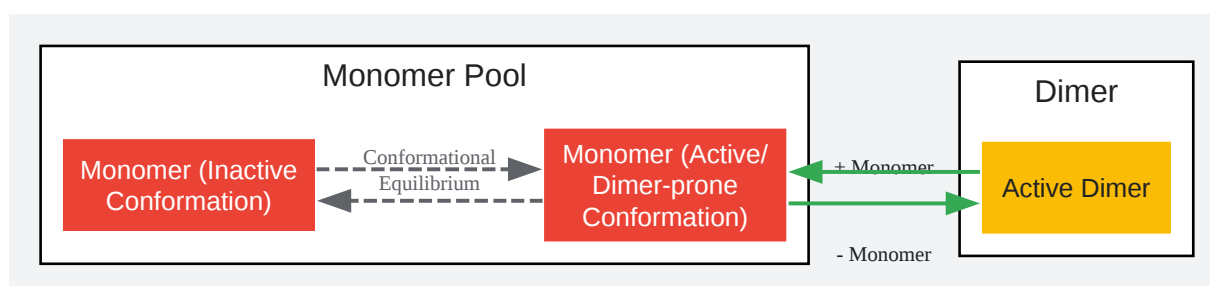 Monomer Pool
Monomer (Inactive
Conformation)
Conformational
Equilibrium
Monomer (Active/
Dimer-prone
Conformation)
+ Monomer
- Monomer
Dimer
Active Dimer